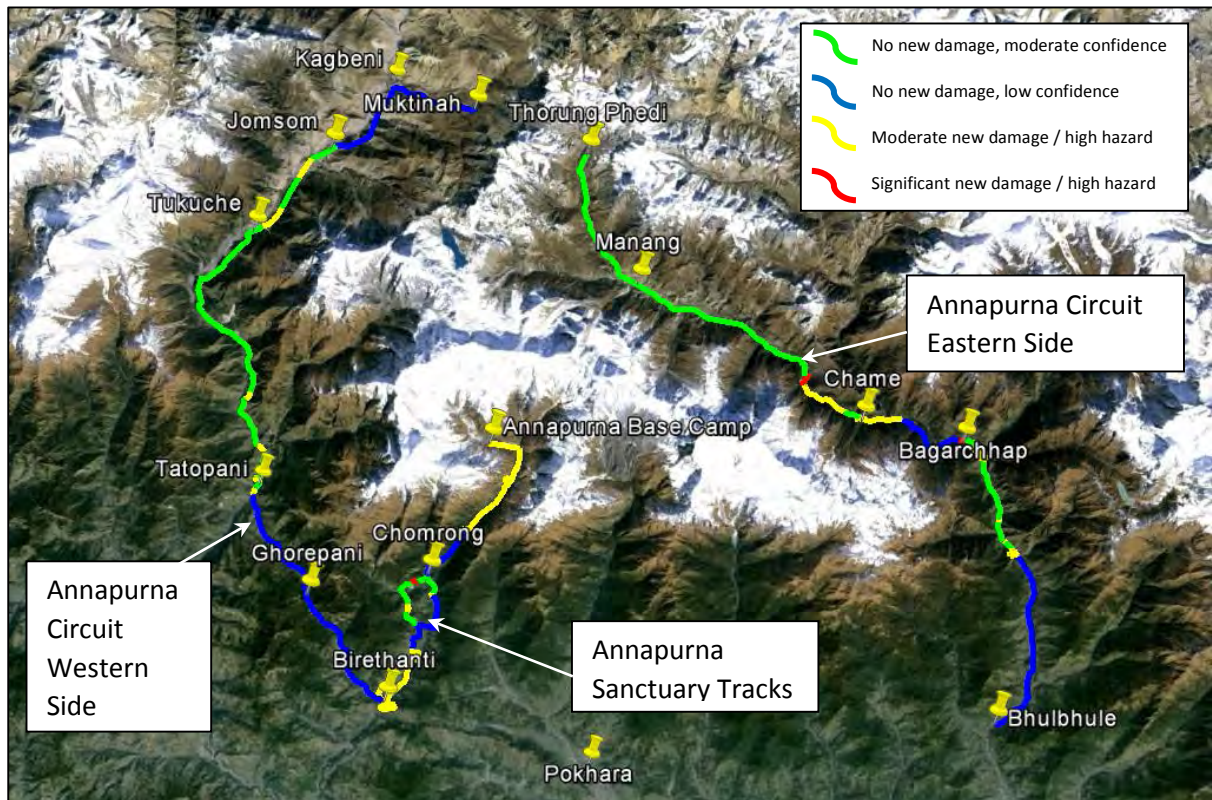 No new damage, moderate confidence
No new damage, low confidence
Moderate new damage / high hazard
Significant new damage / high hazard
Kagbeni
Muktinah
Jomsom
Thorung Phedi
Tukuche
Manang
Annapurna Circuit
Eastern Side
Chame
Annapurna Base Camp
Bagarchhap
Tatopani
Chomrong
Ghorepani
Annapurna
Circuit
Western
Side
Annapurna
Sanctuary Tracks
Birethanti
Bhulbhule
Pokhara